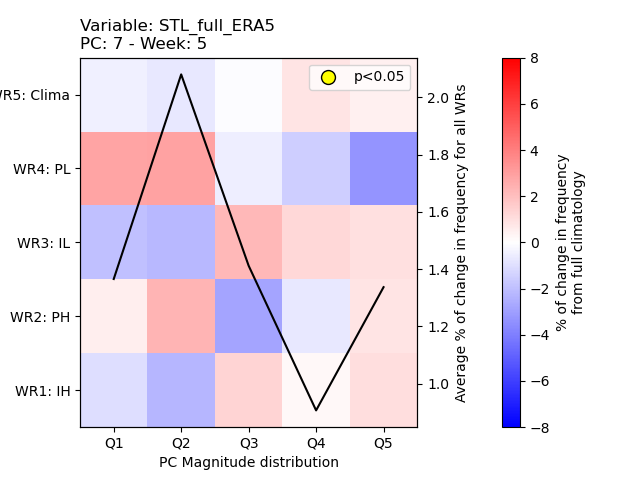 Variable: STL_full_ERA5
PC: 7 - Week: 5
p<0.05
WR5: Clima
WR4: PL
WR3: IL
WR2: PH
WR1: IH
Q1 Q2 Q3 Q4 Q5
PC Magnitude distribution
2.0
1.8
1.6
1.4
1.2
1.0
Average % of change in frequency for all WRs
8
6
4
2
0
−2
−4
−6
−8
% of change in frequency
from full climatology